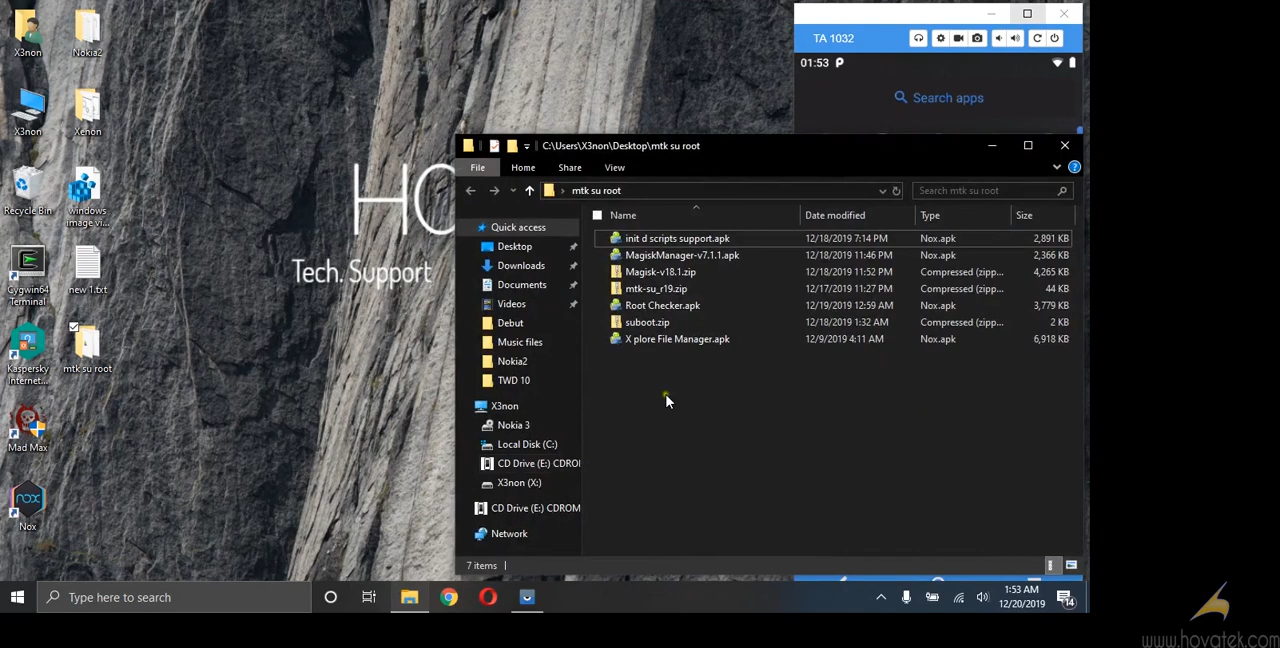 X3non
Nokia2
X3non
Xenon
Recycle Bin
windows
image vi...
Cygwin64
Terminal
new 1.txt
Kaspersky
Internet...
mtk su root
Mad Max
nox
Nox
HO
Tech. Support
TA 1032
01:53
Search apps
C:\Users\X3non\Desktop\mtk su root
File Home Share View
mtk su root
Search mtk su root
Name Date modified Type Size
init d scripts support.apk 12/18/2019 7:14 PM Nox.apk 2,891 KB
MagiskManager-v7.1.1.apk 12/18/2019 11:46 PM Nox.apk 2,366 KB
Magisk-v18.1.zip 12/18/2019 11:52 PM Compressed (zipp... 4,265 KB
mtk-su_r19.zip 12/17/2019 11:27 PM Compressed (zipp... 44 KB
Root Checker.apk 12/19/2019 12:59 AM Nox.apk 3,779 KB
suboot.zip 12/18/2019 1:32 AM Compressed (zipp... 2 KB
X plore File Manager.apk 12/9/2019 4:11 AM Nox.apk 6,918 KB
Quick access
Desktop
Downloads
Documents
Videos
Debut
Music files
Nokia2
TWD 10
X3non
Nokia 3
Local Disk (C:)
CD Drive (E:) CDRO
X3non (X:)
CD Drive (E:) CDROM
Network
7 items
Type here to search
1:53 AM
12/20/2019
14
www.hovatek.com